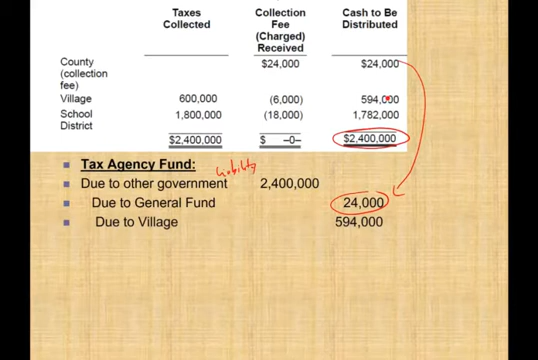 Taxes Collected
Collection Fee (Charged) Received
Cash to Be Distributed
County (collection fee) $24,000 $24,000
Village 600,000 (6,000) 594,000
School District 1,800,000 (18,000) 1,782,000
$2,400,000 $ –0– $2,400,000
Tax Agency Fund:
liability
Due to other government 2,400,000
Due to General Fund 24,000
Due to Village 594,000